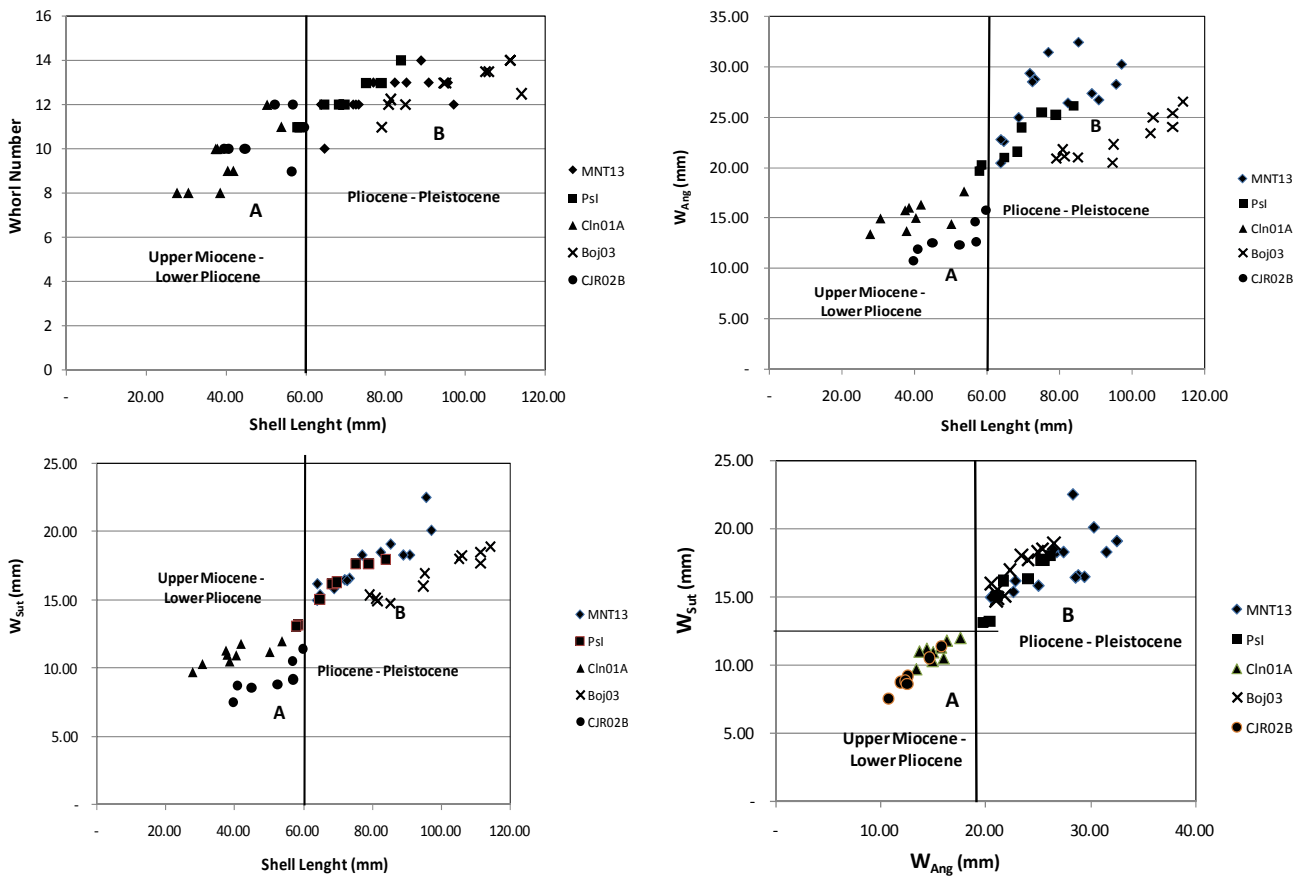 16
14
12
10
8
6
4
2
0
Whorl Number
-
20.00
40.00
60.00
80.00
100.00
120.00
Shell Lenght (mm)
A
B
Upper Miocene -
Lower Pliocene
Pliocene - Pleistocene
MNT13
PsI
Cln01A
Boj03
CJR02B
35.00
30.00
25.00
20.00
15.00
10.00
5.00
-
W_Ang (mm)
-
20.00
40.00
60.00
80.00
100.00
120.00
Shell Lenght (mm)
B
Pliocene - Pleistocene
A
Upper Miocene -
Lower Pliocene
MNT13
PsI
Cln01A
Boj03
CJR02B
25.00
20.00
15.00
10.00
5.00
-
W_Sut (mm)
-
20.00
40.00
60.00
80.00
100.00
120.00
Shell Lenght (mm)
Upper Miocene -
Lower Pliocene
B
Pliocene - Pleistocene
A
MNT13
PsI
Cln01A
Boj03
CJR02B
25.00
20.00
15.00
10.00
5.00
-
W_Sut (mm)
-
10.00
20.00
30.00
40.00
W_Ang (mm)
B
Pliocene - Pleistocene
A
Upper Miocene -
Lower Pliocene
MNT13
PsI
Cln01A
Boj03
CJR02B